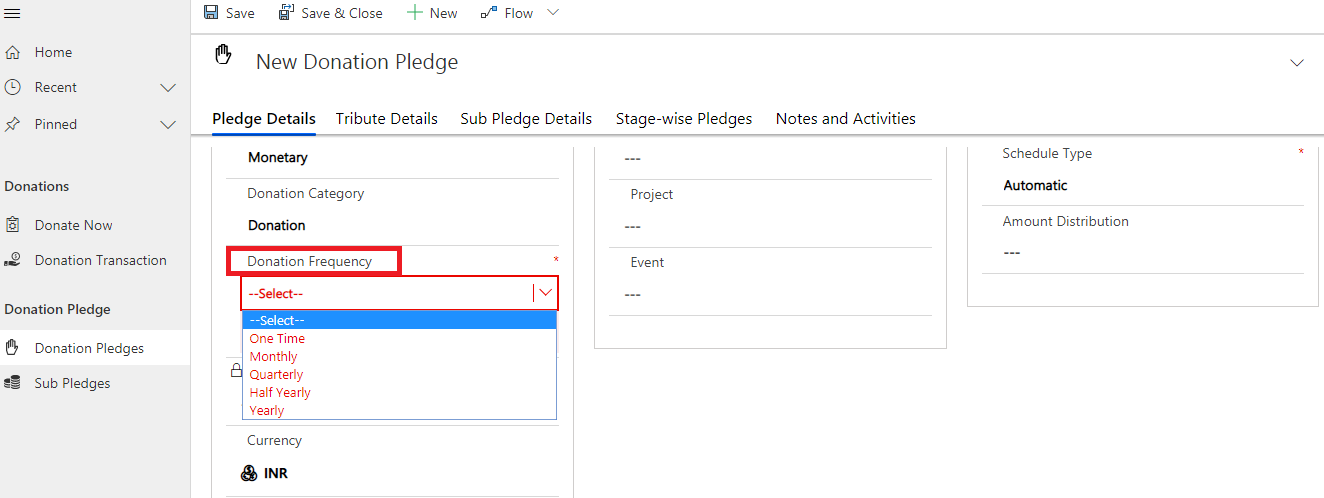 Save
Save & Close
New
Flow
Home
Recent
Pinned
Donations
Donate Now
Donation Transaction
Donation Pledge
Donation Pledges
Sub Pledges
New Donation Pledge
Pledge Details
Tribute Details
Sub Pledge Details
Stage-wise Pledges
Notes and Activities
Monetary
Donation Category
Donation
Donation Frequency *
--Select--
--Select--
One Time
Monthly
Quarterly
Half Yearly
Yearly
Currency
INR
---
Project
---
Event
---
Schedule Type *
Automatic
Amount Distribution
---